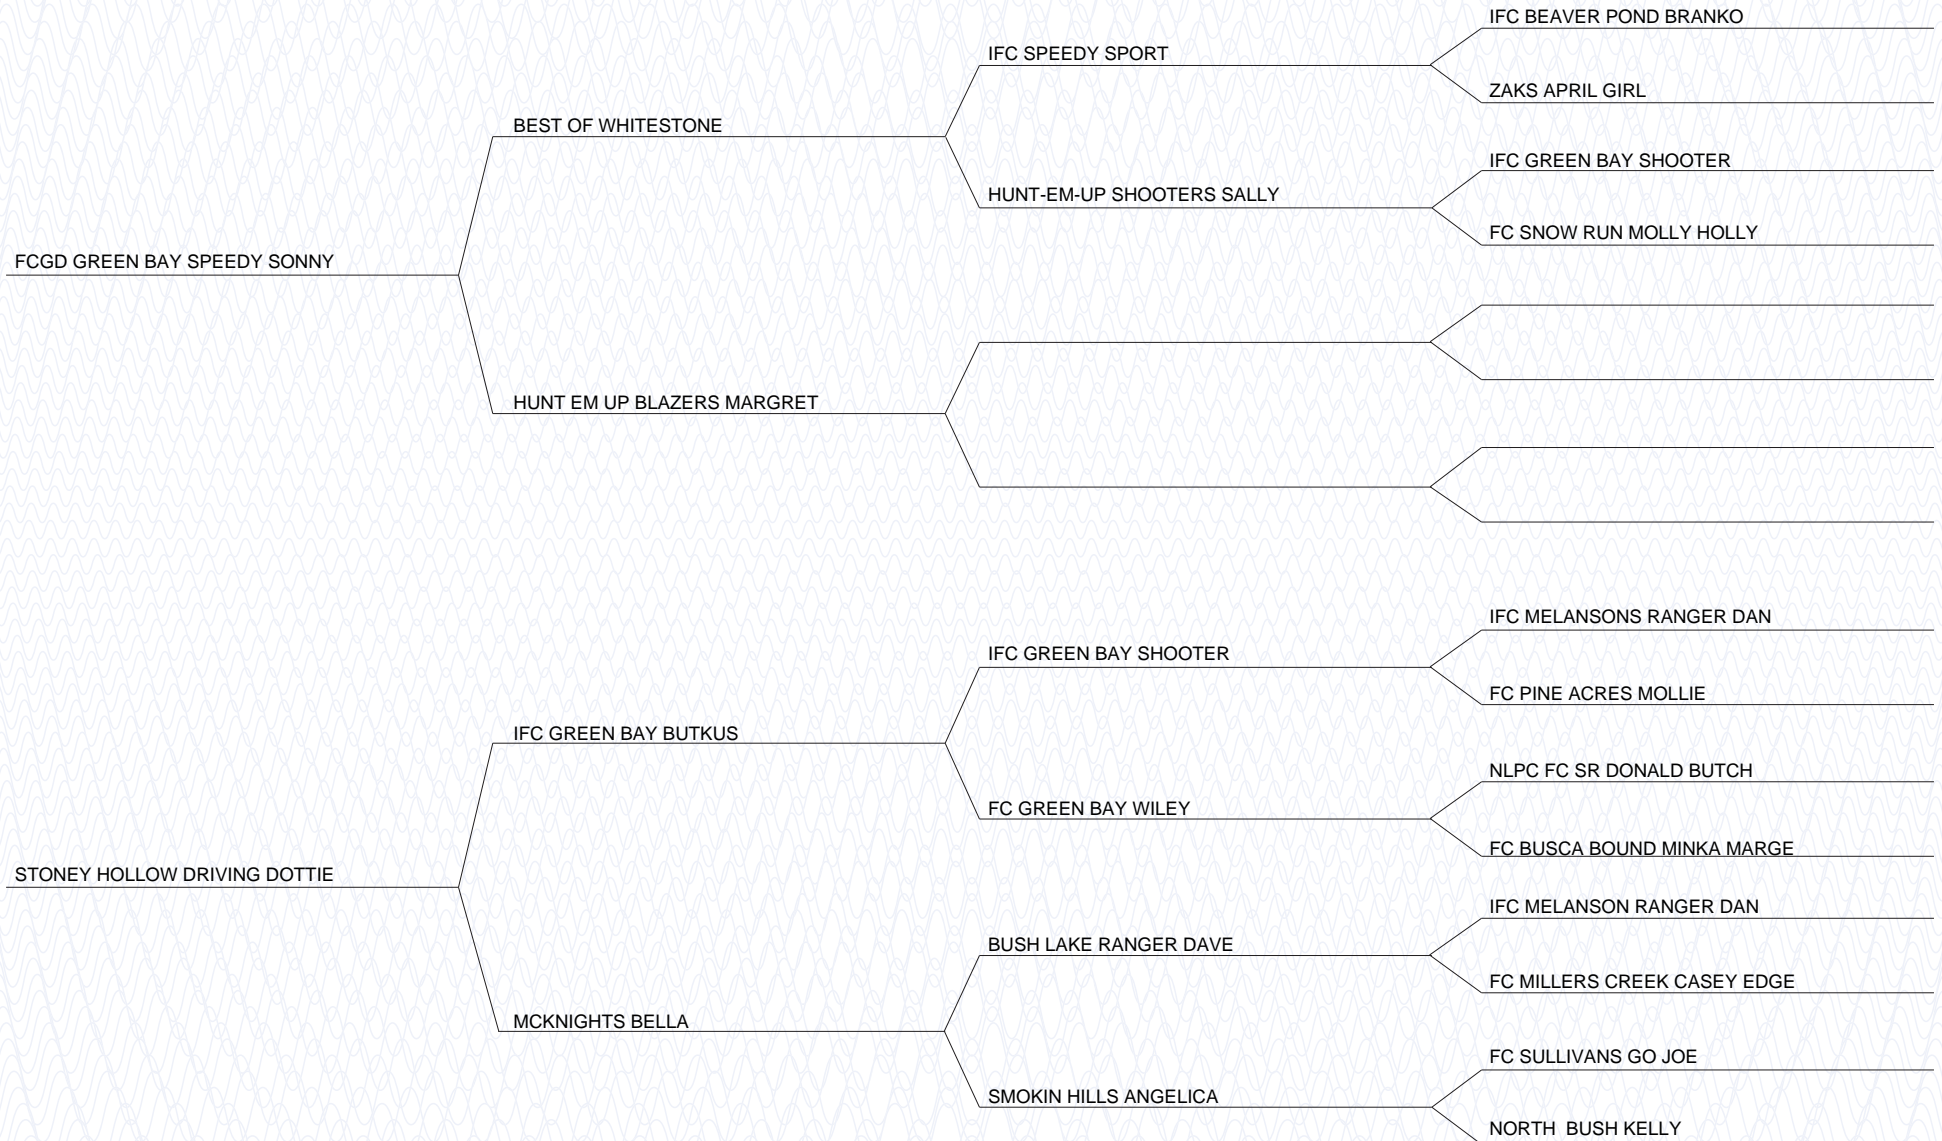 IFC BEAVER POND BRANKO
IFC SPEEDY SPORT
ZAKS APRIL GIRL
BEST OF WHITESTONE
IFC GREEN BAY SHOOTER
HUNT-EM-UP SHOOTERS SALLY
FC SNOW RUN MOLLY HOLLY
FCGD GREEN BAY SPEEDY SONNY
HUNT EM UP BLAZERS MARGRET
IFC MELANSONS RANGER DAN
IFC GREEN BAY SHOOTER
FC PINE ACRES MOLLIE
IFC GREEN BAY BUTKUS
NLPC FC SR DONALD BUTCH
FC GREEN BAY WILEY
FC BUSCA BOUND MINKA MARGE
STONEY HOLLOW DRIVING DOTTIE
IFC MELANSON RANGER DAN
BUSH LAKE RANGER DAVE
FC MILLERS CREEK CASEY EDGE
MCKNIGHTS BELLA
FC SULLIVANS GO JOE
SMOKIN HILLS ANGELICA
NORTH  BUSH KELLY